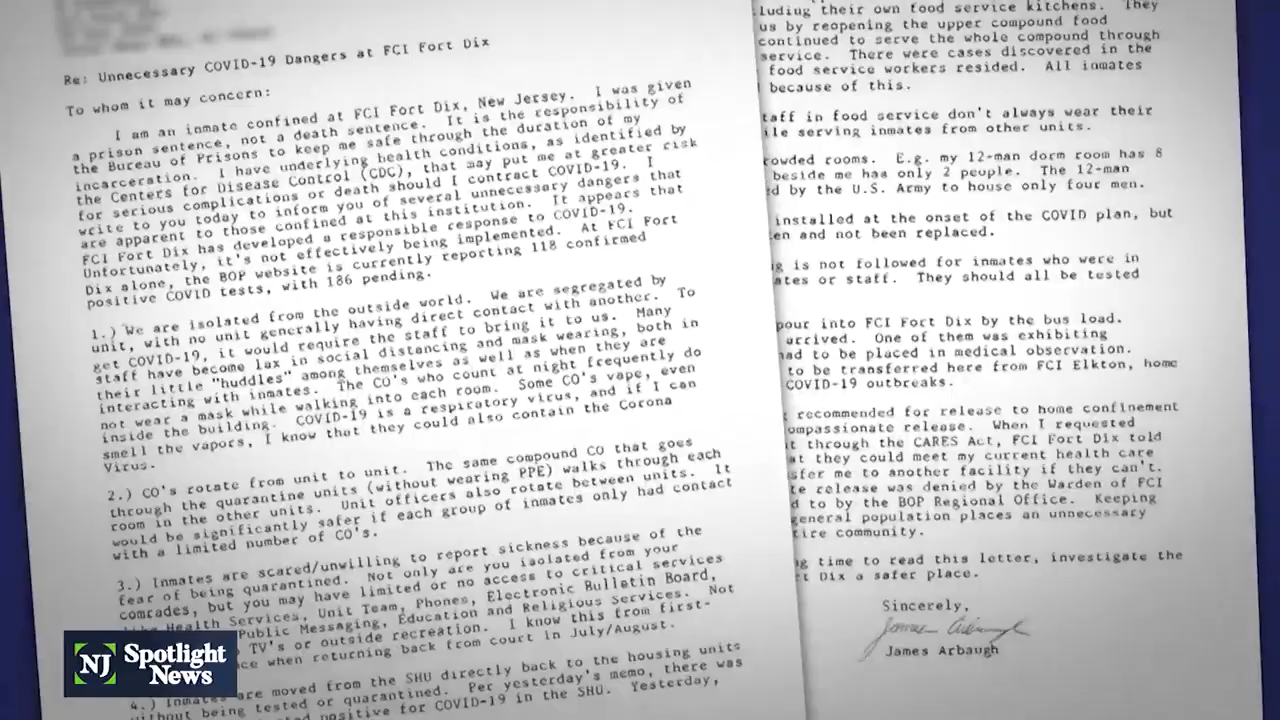 Re: Unnecessary COVID-19 Dangers at FCI Fort Dix
To whom it may concern:
I am an inmate confined at FCI Fort Dix, New Jersey. I was given
a prison sentence, not a death sentence. It is the responsibility of
the Bureau of Prisons to keep me safe through the duration of my
incarceration. I have underlying health conditions, as identified by
the Centers for Disease Control (CDC), that may put me at greater risk
for serious complications or death should I contract COVID-19. I
write to you today to inform you of several unnecessary dangers that
are apparent to those confined at this institution. It appears that
FCI Fort Dix has developed a responsible response to COVID-19.
Unfortunately, it's not effectively being implemented. At FCI Fort
Dix alone, the BOP website is currently reporting 118 confirmed
positive COVID tests, with 186 pending.
1.) We are isolated from the outside world. We are segregated by
unit, with no unit generally having direct contact with another. To
get COVID-19, it would require the staff to bring it to us. Many
staff have become lax in social distancing and mask wearing, both in
their little "huddles" among themselves as well as when they are
interacting with inmates. The CO's who count at night frequently do
not wear a mask while walking into each room. Some CO's vape, even
inside the building. COVID-19 is a respiratory virus, and if I can
smell the vapors, I know that they could also contain the Corona
Virus.
2.) CO's rotate from unit to unit. The same compound CO that goes
through the quarantine units (without wearing PPE) walks through each
room in the other units. Unit officers also rotate between units. It
would be significantly safer if each group of inmates only had contact
with a limited number of CO's.
3.) Inmates are scared/unwilling to report sickness because of the
fear of being quarantined. Not only are you isolated from your
comrades, but you may have limited or no access to critical services
like Health Services, Unit Team, Phones, Electronic Bulletin Board,
Public Messaging, Education and Religious Services. Not
TV's or outside recreation. I know this from first-
when returning back from court in July/August.
4.) Inmates are moved from the SHU directly back to the housing units
without being tested or quarantined. Per yesterday's memo, there was
positive for COVID-19 in the SHU. Yesterday,
luding their own food service kitchens. They
us by reopening the upper compound food
continued to serve the whole compound through
service. There were cases discovered in the
food service workers resided. All inmates
because of this.
taff in food service don't always wear their
ile serving inmates from other units.
rowded rooms. E.g. my 12-man dorm room has 8
beside me has only 2 people. The 12-man
d by the U.S. Army to house only four men.
installed at the onset of the COVID plan, but
en and not been replaced.
g is not followed for inmates who were in
ates or staff. They should all be tested
pour into FCI Fort Dix by the bus load.
arrived. One of them was exhibiting
ad to be placed in medical observation.
to be transferred here from FCI Elkton, home
COVID-19 outbreaks.
recommended for release to home confinement
ompassionate release. When I requested
t through the CARES Act, FCI Fort Dix told
at they could meet my current health care
sfer me to another facility if they can't.
te release was denied by the Warden of FCI
d to by the BOP Regional Office. Keeping
general population places an unnecessary
tire community.
g time to read this letter, investigate the
t Dix a safer place.
Sincerely,
James Arbaugh
NJ Spotlight
News